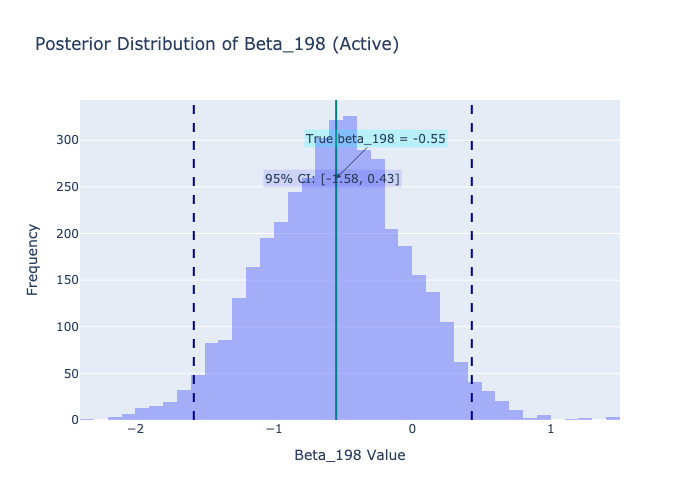 Posterior Distribution of Beta_198 (Active)
True beta_198 = -0.55
95% CI: [-1.58, 0.43]
300
250
200
150
100
50
0
Frequency
−2
−1
0
1
Beta_198 Value